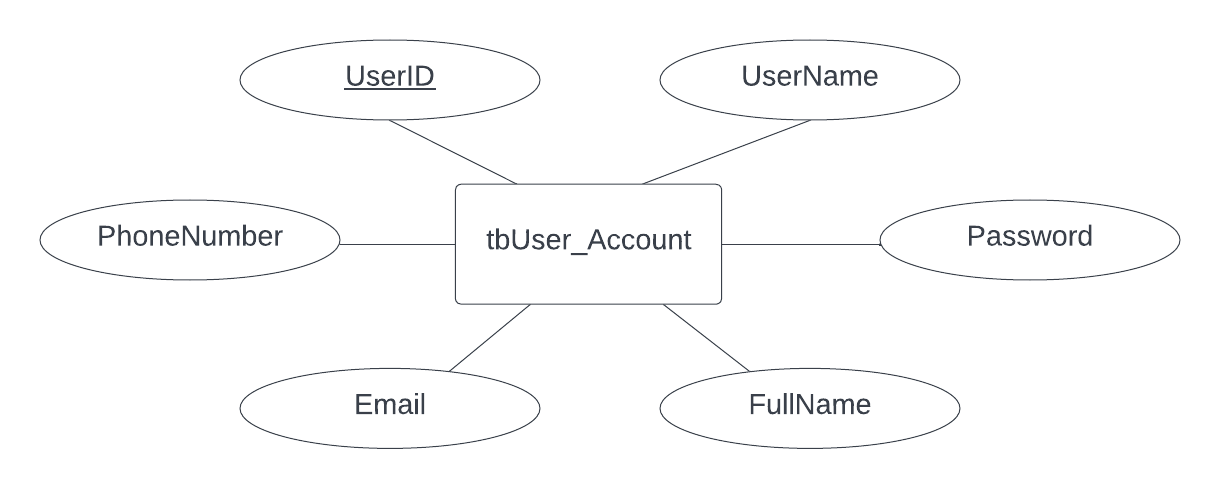 UserID
UserName
PhoneNumber
tbUser_Account
Password
Email
FullName